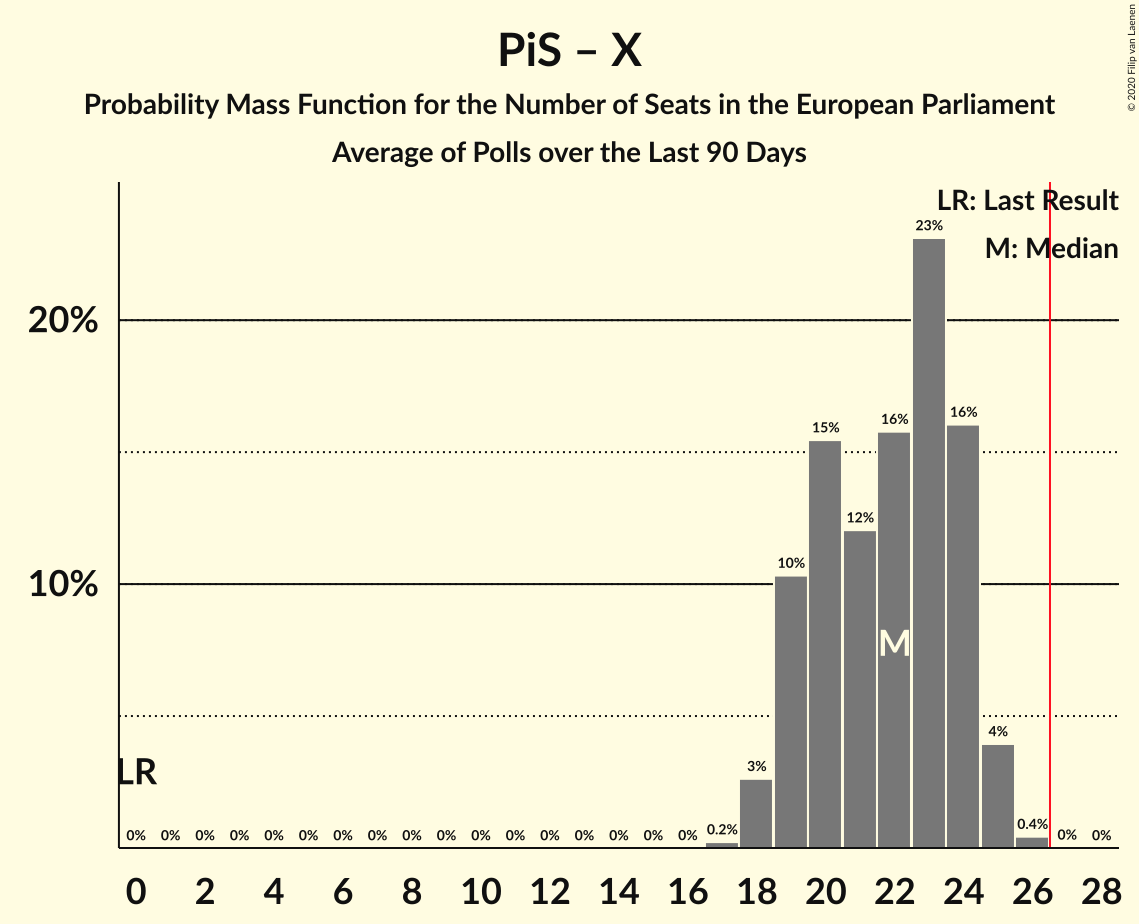 PiS – X
Probability Mass Function for the Number of Seats in the European Parliament
Average of Polls over the Last 90 Days
© 2020 Filip van Laenen
LR: Last Result
M: Median
20%
10%
23%
16%
16%
15%
12%
10%
M
4%
3%
LR
0% 0% 0% 0% 0% 0% 0% 0% 0% 0% 0% 0% 0% 0% 0% 0% 0% 0.2% 0.4% 0% 0%
0 2 4 6 8 10 12 14 16 18 20 22 24 26 28